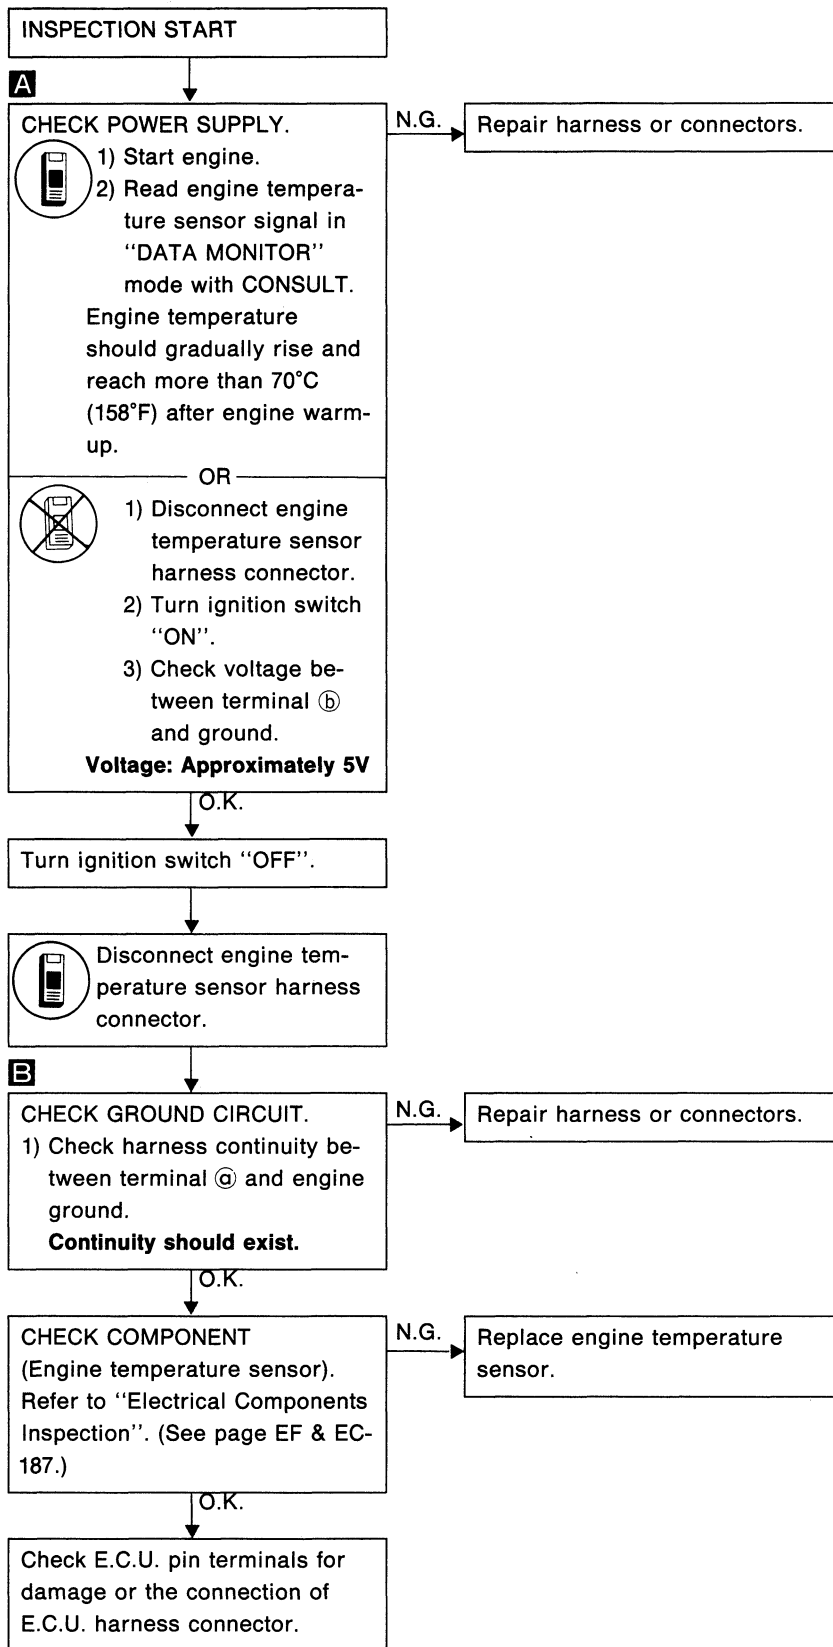 INSPECTION START
A
CHECK POWER SUPPLY.
1) Start engine.
2) Read engine tempera-
ture sensor signal in
‘‘DATA MONITOR’’
mode with CONSULT.
Engine temperature
should gradually rise and
reach more than 70°C
(158°F) after engine warm-
up.
N.G.
Repair harness or connectors.
OR
1) Disconnect engine
temperature sensor
harness connector.
2) Turn ignition switch
‘‘ON’’.
3) Check voltage be-
tween terminal ⓑ
and ground.
Voltage: Approximately 5V
O.K.
Turn ignition switch ‘‘OFF’’.
Disconnect engine tem-
perature sensor harness
connector.
B
CHECK GROUND CIRCUIT.
1) Check harness continuity be-
tween terminal ⓐ and engine
ground.
Continuity should exist.
N.G.
Repair harness or connectors.
O.K.
CHECK COMPONENT
(Engine temperature sensor).
Refer to ‘‘Electrical Components
Inspection’’. (See page EF & EC-
187.)
N.G.
Replace engine temperature
sensor.
O.K.
Check E.C.U. pin terminals for
damage or the connection of
E.C.U. harness connector.